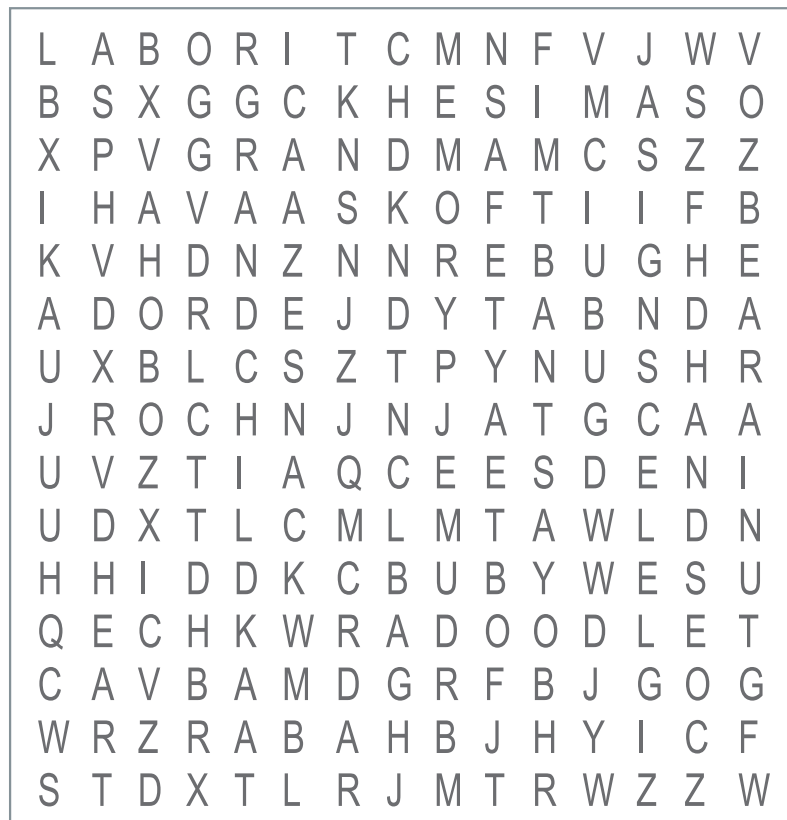 L A B O R I T C M N F V J W V
B S X G G C K H E S I M A S O
X P V G R A N D M A M C S Z Z
I H A V A A S K O F T I I F B
K V H D N Z N N R E B U G H E
A D O R D E J D Y T A B N D A
U X B L C S Z T P Y N U S H R
J R O C H N J N J A T G C A A
U V Z T I A Q C E E S D E N I
U D X T L C M L M T A W L D N
H H I D D K C B U B Y W E S U
Q E C H K W R A D O O D L E T
C A V B A M D G R F B J G O G
W R Z R A B A H B J H Y I C F
S T D X T L R J M T R W Z Z W